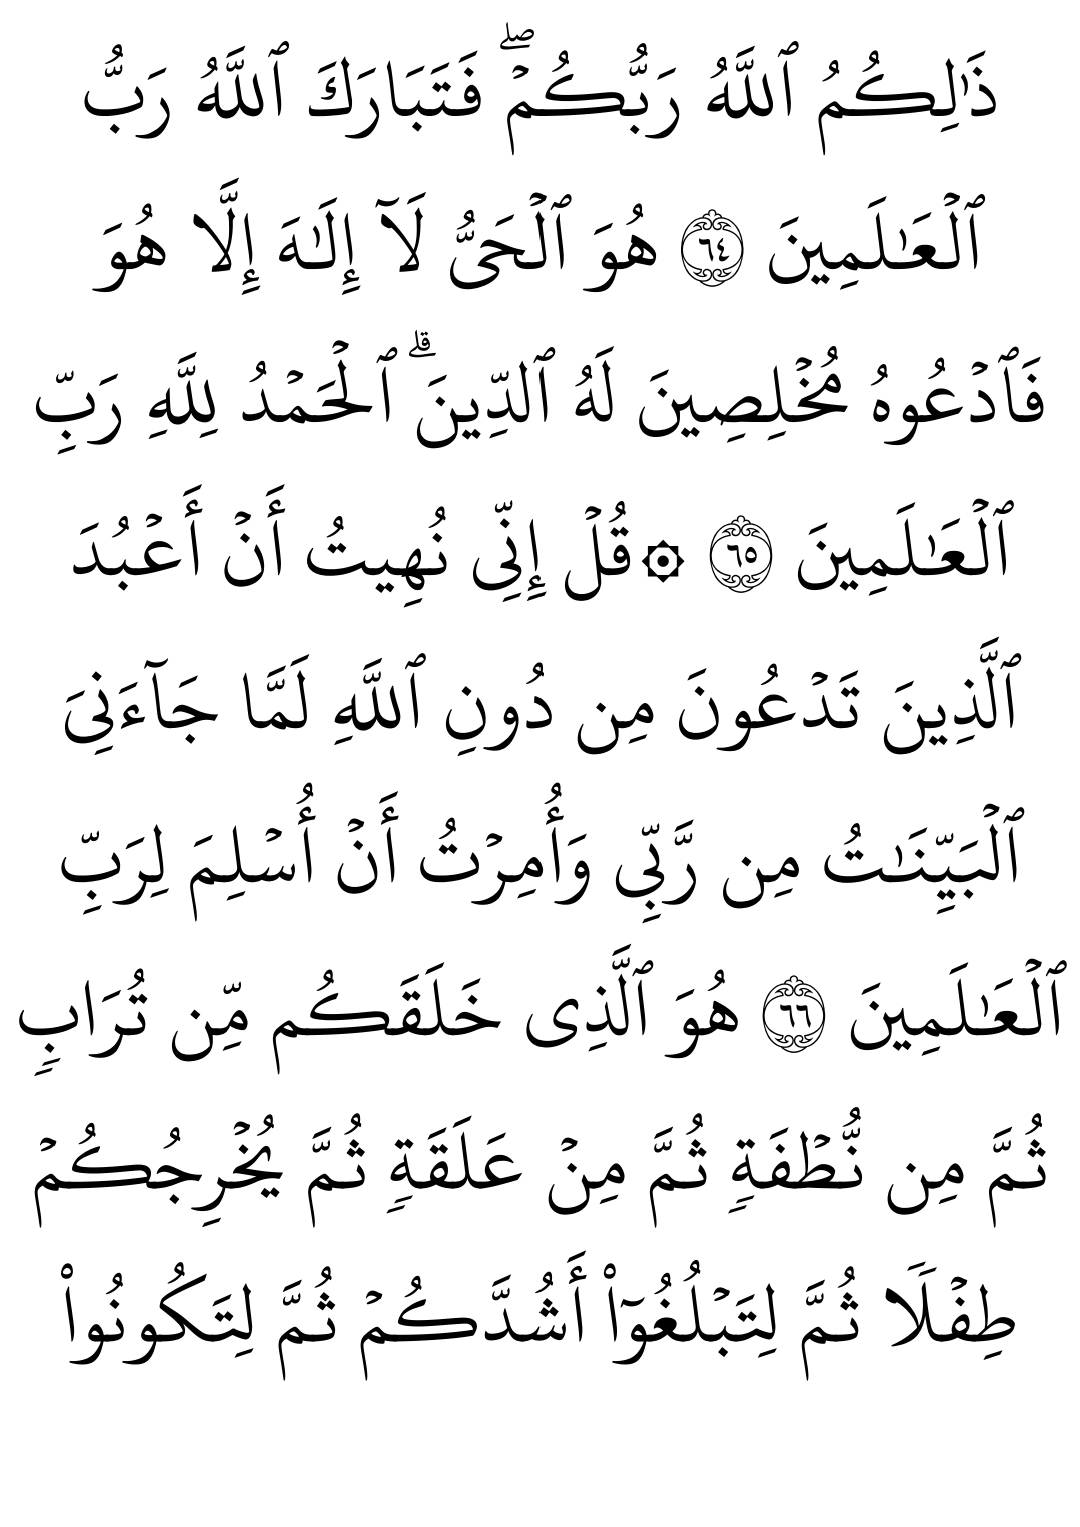 ذَٰلِكُمُ ٱللَّهُ رَبُّكُمۡۖ فَتَبَارَكَ ٱللَّهُ رَبُّ
ٱلۡعَٰلَمِينَ ٦٤ هُوَ ٱلۡحَىُّ لَآ إِلَٰهَ إِلَّا هُوَ
فَٱدۡعُوهُ مُخۡلِصِينَ لَهُ ٱلدِّينَۗ ٱلۡحَمۡدُ لِلَّهِ رَبِّ
ٱلۡعَٰلَمِينَ ٦٥ ۞قُلۡ إِنِّى نُهِيتُ أَنۡ أَعۡبُدَ
ٱلَّذِينَ تَدۡعُونَ مِن دُونِ ٱللَّهِ لَمَّا جَآءَنِىَ
ٱلۡبَيِّنَٰتُ مِن رَّبِّى وَأُمِرۡتُ أَنۡ أُسۡلِمَ لِرَبِّ
ٱلۡعَٰلَمِينَ ٦٦ هُوَ ٱلَّذِى خَلَقَكُم مِّن تُرَابٖ
ثُمَّ مِن نُّطۡفَةٖ ثُمَّ مِنۡ عَلَقَةٖ ثُمَّ يُخۡرِجُكُمۡ
طِفۡلٗا ثُمَّ لِتَبۡلُغُوٓاْ أَشُدَّكُمۡ ثُمَّ لِتَكُونُواْ